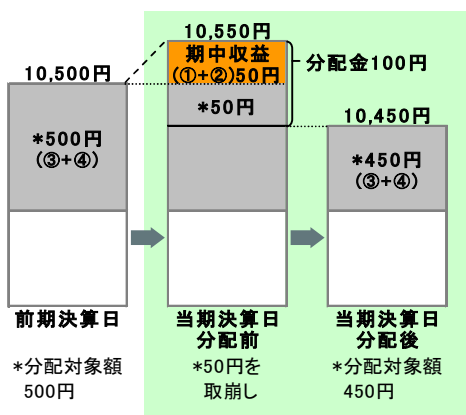 10,550円
期中収益
(①+②)50円
分配金100円
10,500円
*50円
10,450円
*500円
(③+④)
*450円
(③+④)
前期決算日
当期決算日
分配前
当期決算日
分配後
*分配対象額
500円
*50円を
取崩し
*分配対象額
450円